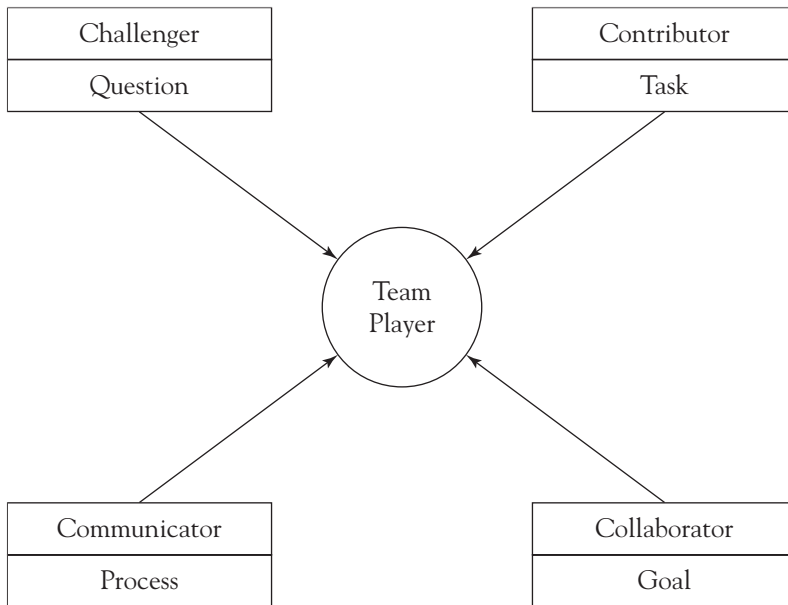 Challenger
Question
Contributor
Task
Team
Player
Communicator
Process
Collaborator
Goal